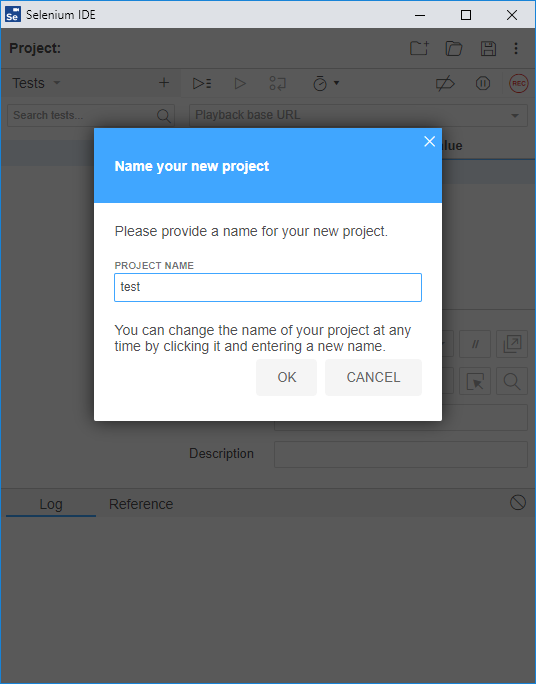 Se Selenium IDE
Project:
Tests
REC
Search tests...
Playback base URL
alue
Name your new project
Please provide a name for your new project.
PROJECT NAME
test
You can change the name of your project at any
time by clicking it and entering a new name.
OK CANCEL
//
Description
Log Reference